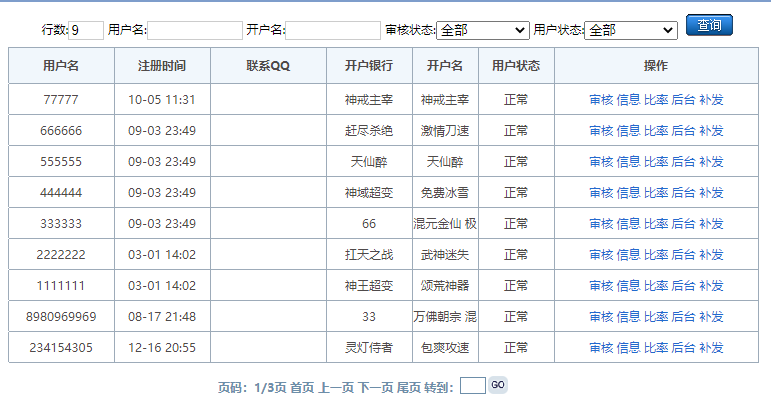 行数:9 用户名: 开户名: 审核状态:全部 用户状态:全部 查询
用户名 注册时间 联系QQ 开户银行 开户名 用户状态 操作
77777 10-05 11:31 神戒主宰 神戒主宰 正常 审核 信息 比率 后台 补发
666666 09-03 23:49 赶尽杀绝 激情刀速 正常 审核 信息 比率 后台 补发
555555 09-03 23:49 天仙醉 天仙醉 正常 审核 信息 比率 后台 补发
444444 09-03 23:49 神域超变 免费冰雪 正常 审核 信息 比率 后台 补发
333333 09-03 23:49 66 混元金仙 极 正常 审核 信息 比率 后台 补发
2222222 03-01 14:02 扛天之战 武神迷失 正常 审核 信息 比率 后台 补发
1111111 03-01 14:02 神王超变 颂荒神器 正常 审核 信息 比率 后台 补发
8980969969 08-17 21:48 33 万佛朝宗 混 正常 审核 信息 比率 后台 补发
234154305 12-16 20:55 灵灯侍者 包爽攻速 正常 审核 信息 比率 后台 补发
页码：1/3页 首页 上一页 下一页 尾页 转到： GO